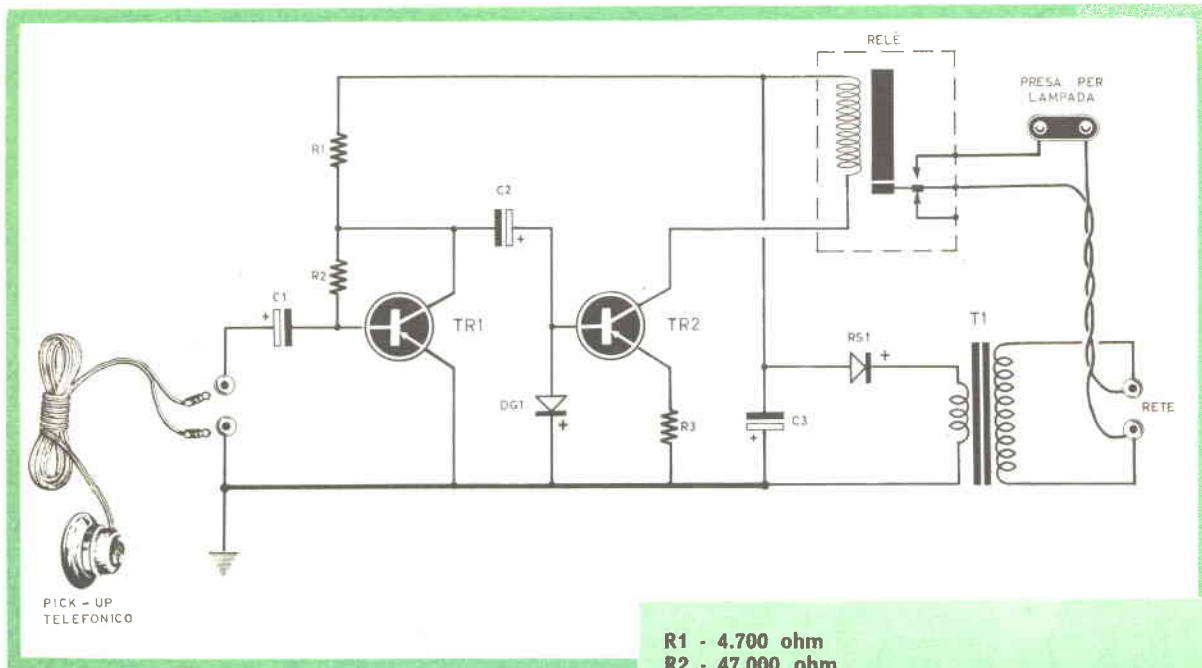 RELÈ
PRESA PER
LAMPADA
R1
C2
R2
C1
TR1
TR2
RS1
T1
DG1
R3
C3
RETE
+
+
+
+
+
PICK-UP
TELEFONICO
R1 - 4.700 ohm
R2 - 47.000 ohm